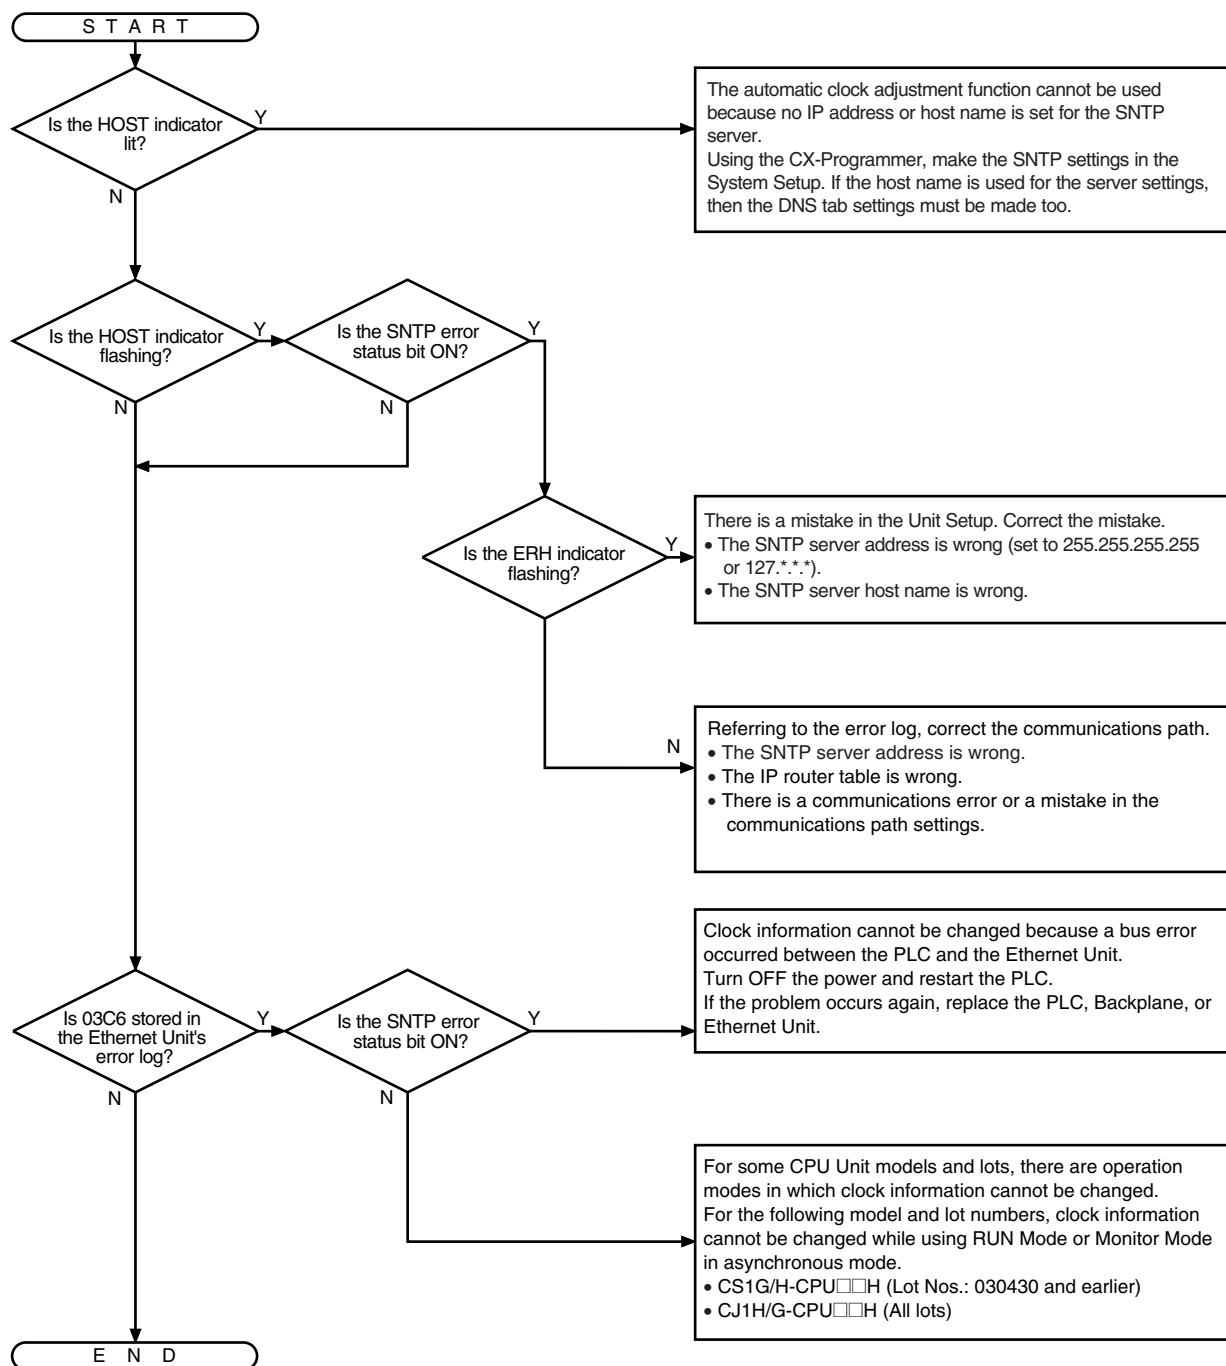 S T A R T
Is the HOST indicator
lit?
Y
N
The automatic clock adjustment function cannot be used
because no IP address or host name is set for the SNTP
server.
Using the CX-Programmer, make the SNTP settings in the
System Setup. If the host name is used for the server settings,
then the DNS tab settings must be made too.
Is the HOST indicator
flashing?
Y
N
Is the SNTP error
status bit ON?
Y
N
Is the ERH indicator
flashing?
Y
There is a mistake in the Unit Setup. Correct the mistake.
• The SNTP server address is wrong (set to 255.255.255.255
or 127.*.*.*).
• The SNTP server host name is wrong.
N
Referring to the error log, correct the communications path.
• The SNTP server address is wrong.
• The IP router table is wrong.
• There is a communications error or a mistake in the
communications path settings.
Is 03C6 stored in
the Ethernet Unit's
error log?
Y
N
Is the SNTP error
status bit ON?
Y
N
Clock information cannot be changed because a bus error
occurred between the PLC and the Ethernet Unit.
Turn OFF the power and restart the PLC.
If the problem occurs again, replace the PLC, Backplane, or
Ethernet Unit.
For some CPU Unit models and lots, there are operation
modes in which clock information cannot be changed.
For the following model and lot numbers, clock information
cannot be changed while using RUN Mode or Monitor Mode
in asynchronous mode.
• CS1G/H-CPU□□H (Lot Nos.: 030430 and earlier)
• CJ1H/G-CPU□□H (All lots)
E N D